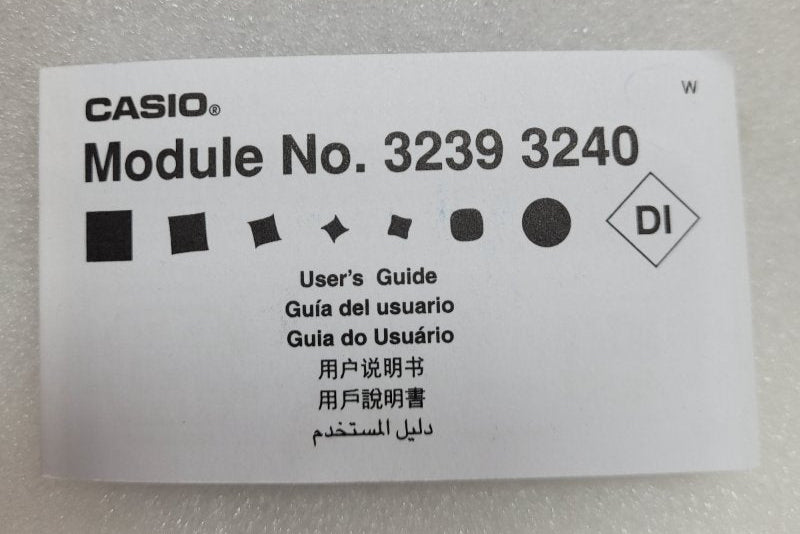 W
CASIO®
Module No. 3239 3240
DI
User's Guide
Guía del usuario
Guia do Usuário
用户说明书
用戶說明書
دليل المستخدم